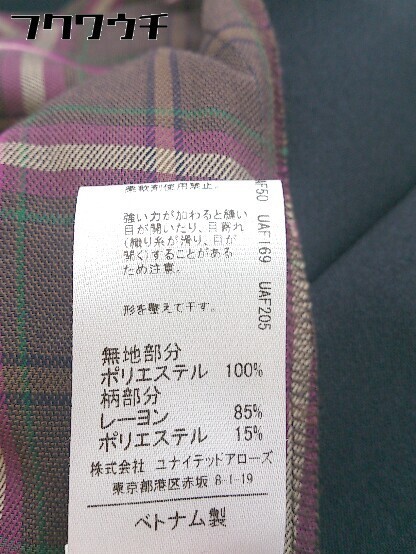 フクワウチ
柔軟剤使用禁止。
強い力が加わると縫い
目が開いたり、目寄れ
(織り糸が滑り、目が
開く)することがある
ため注意。
形を整えて干す。
UAF169 UAF205
無地部分
ポリエステル 100%
柄部分
レーヨン 85%
ポリエステル 15%
株式会社 ユナイテッドアローズ
東京都港区赤坂 8-1-19
ベトナム製